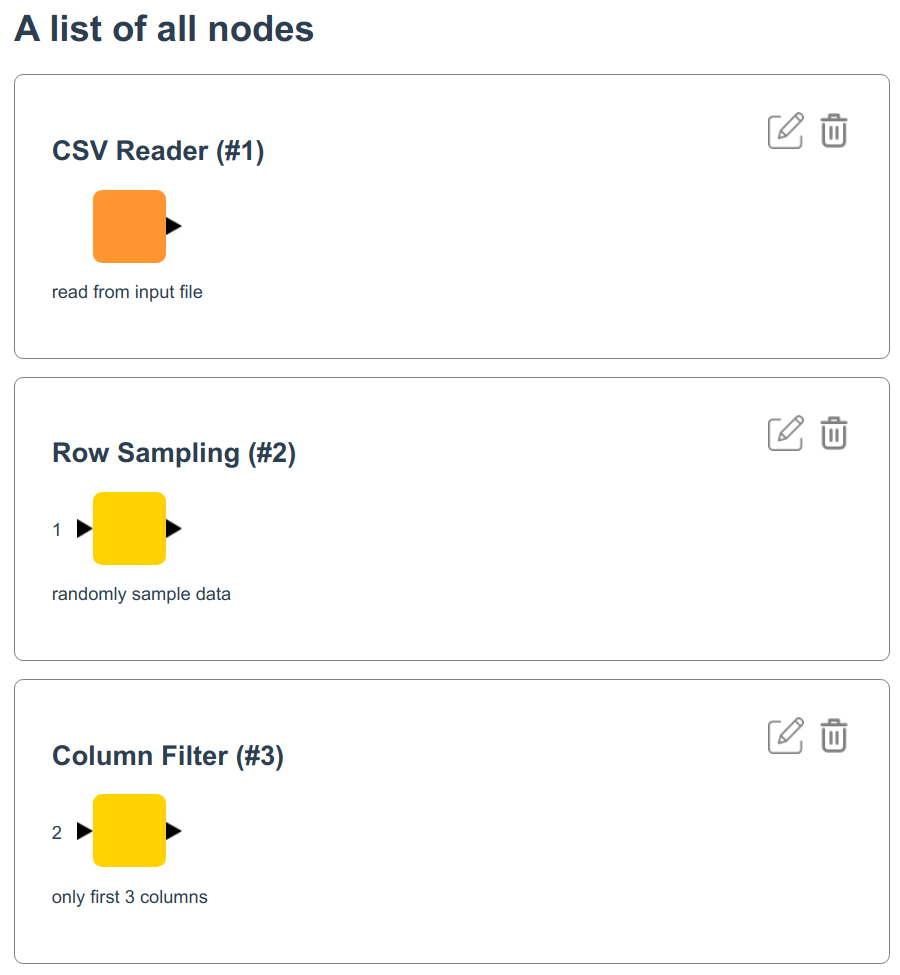 A list of all nodes
CSV Reader (#1)
read from input file
Row Sampling (#2)
1
randomly sample data
Column Filter (#3)
2
only first 3 columns